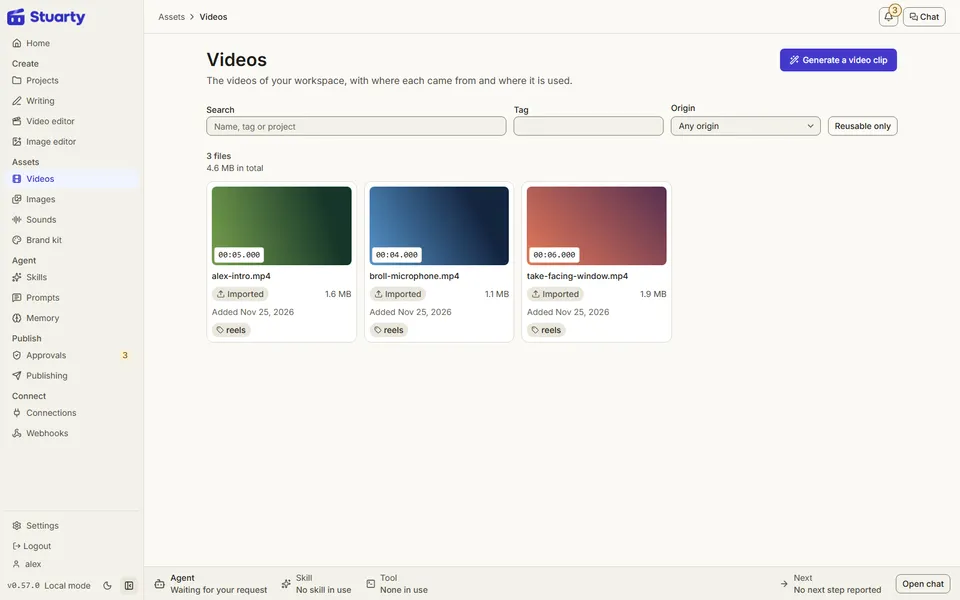 Stuarty
Assets > Videos
3
Chat
Home
Create
Projects
Writing
Video editor
Image editor
Assets
Videos
Images
Sounds
Brand kit
Agent
Skills
Prompts
Memory
Publish
Approvals 3
Publishing
Connect
Connections
Webhooks
Settings
Logout
alex
v0.57.0 Local mode
Videos
Generate a video clip
The videos of your workspace, with where each came from and where it is used.
Search
Name, tag or project
Tag
Origin
Any origin
Reusable only
3 files
4.6 MB in total
00:05.000
alex-intro.mp4
Imported 1.6 MB
Added Nov 25, 2026
reels
00:04.000
broll-microphone.mp4
Imported 1.1 MB
Added Nov 25, 2026
reels
00:06.000
take-facing-window.mp4
Imported 1.9 MB
Added Nov 25, 2026
reels
Agent
Waiting for your request
Skill
No skill in use
Tool
None in use
Next
No next step reported
Open chat